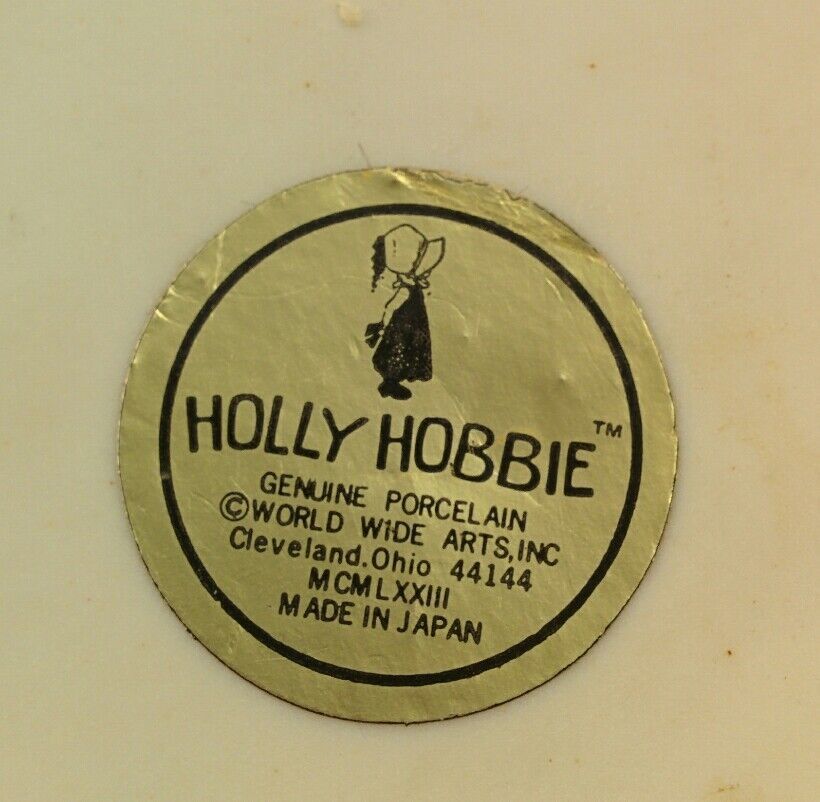 HOLLY HOBBIE™
GENUINE PORCELAIN
©WORLD WIDE ARTS, INC
Cleveland. Ohio 44144
MCMLXXIII
MADE IN JAPAN